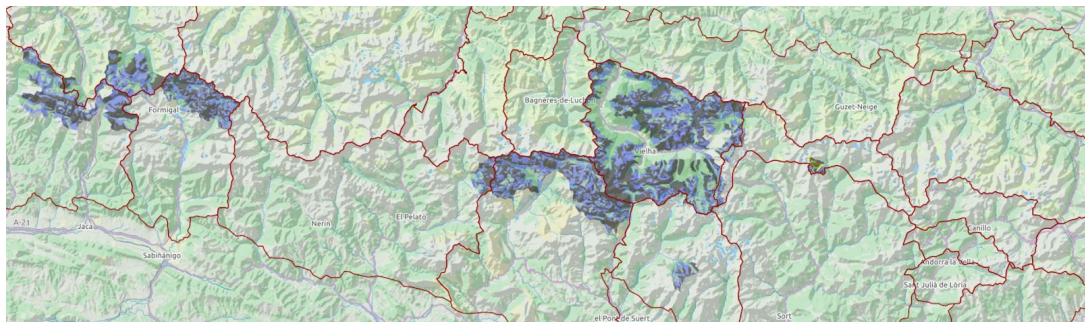 Bagneres-de-Luchon
Guzet-Neige
Formigal
Vielha
A-21
Jaca
Nerín
El Pelato
Canillo
Sabiñánigo
Andorra la Vella
Sant Julià de Lòria
el Pont de Suert
Sort